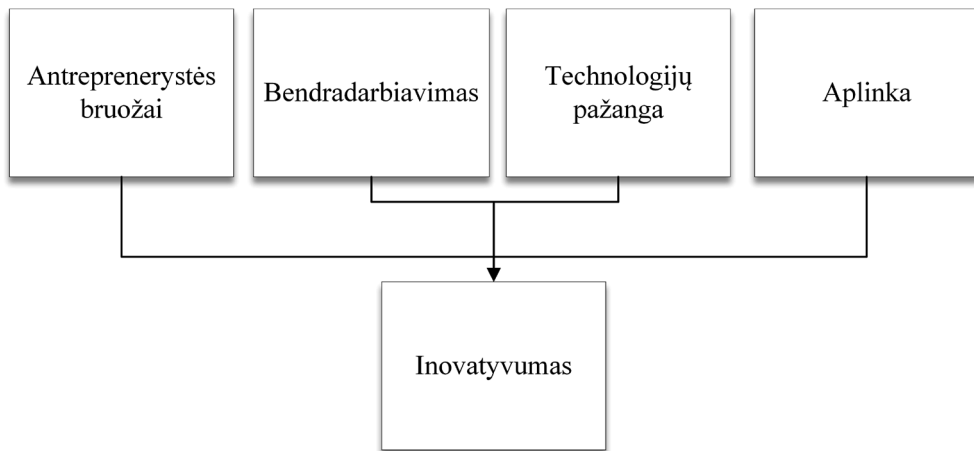 Antreprenerystės
bruožai
Bendradarbiavimas
Technologijų
pažanga
Aplinka
Inovatyvumas